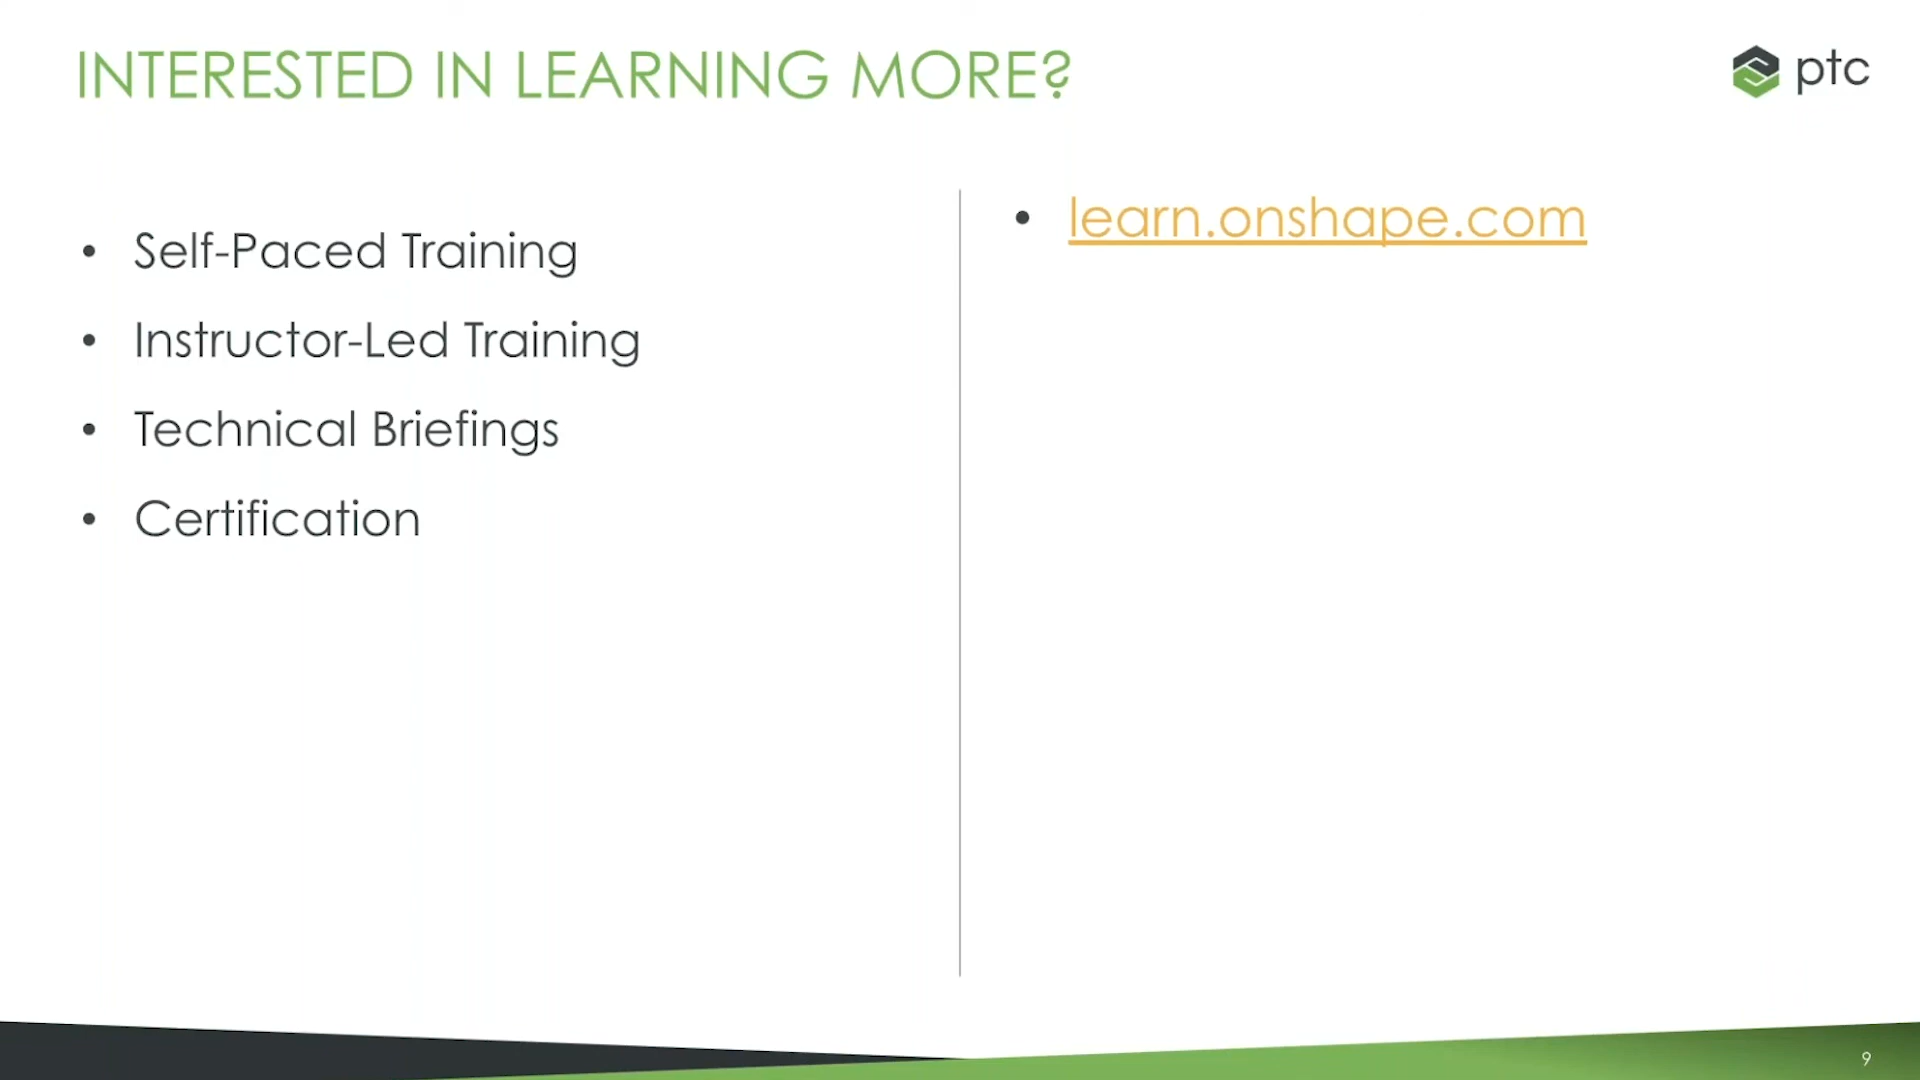 INTERESTED IN LEARNING MORE?
ptc
• Self-Paced Training
• Instructor-Led Training
• Technical Briefings
• Certification
• learn.onshape.com
9